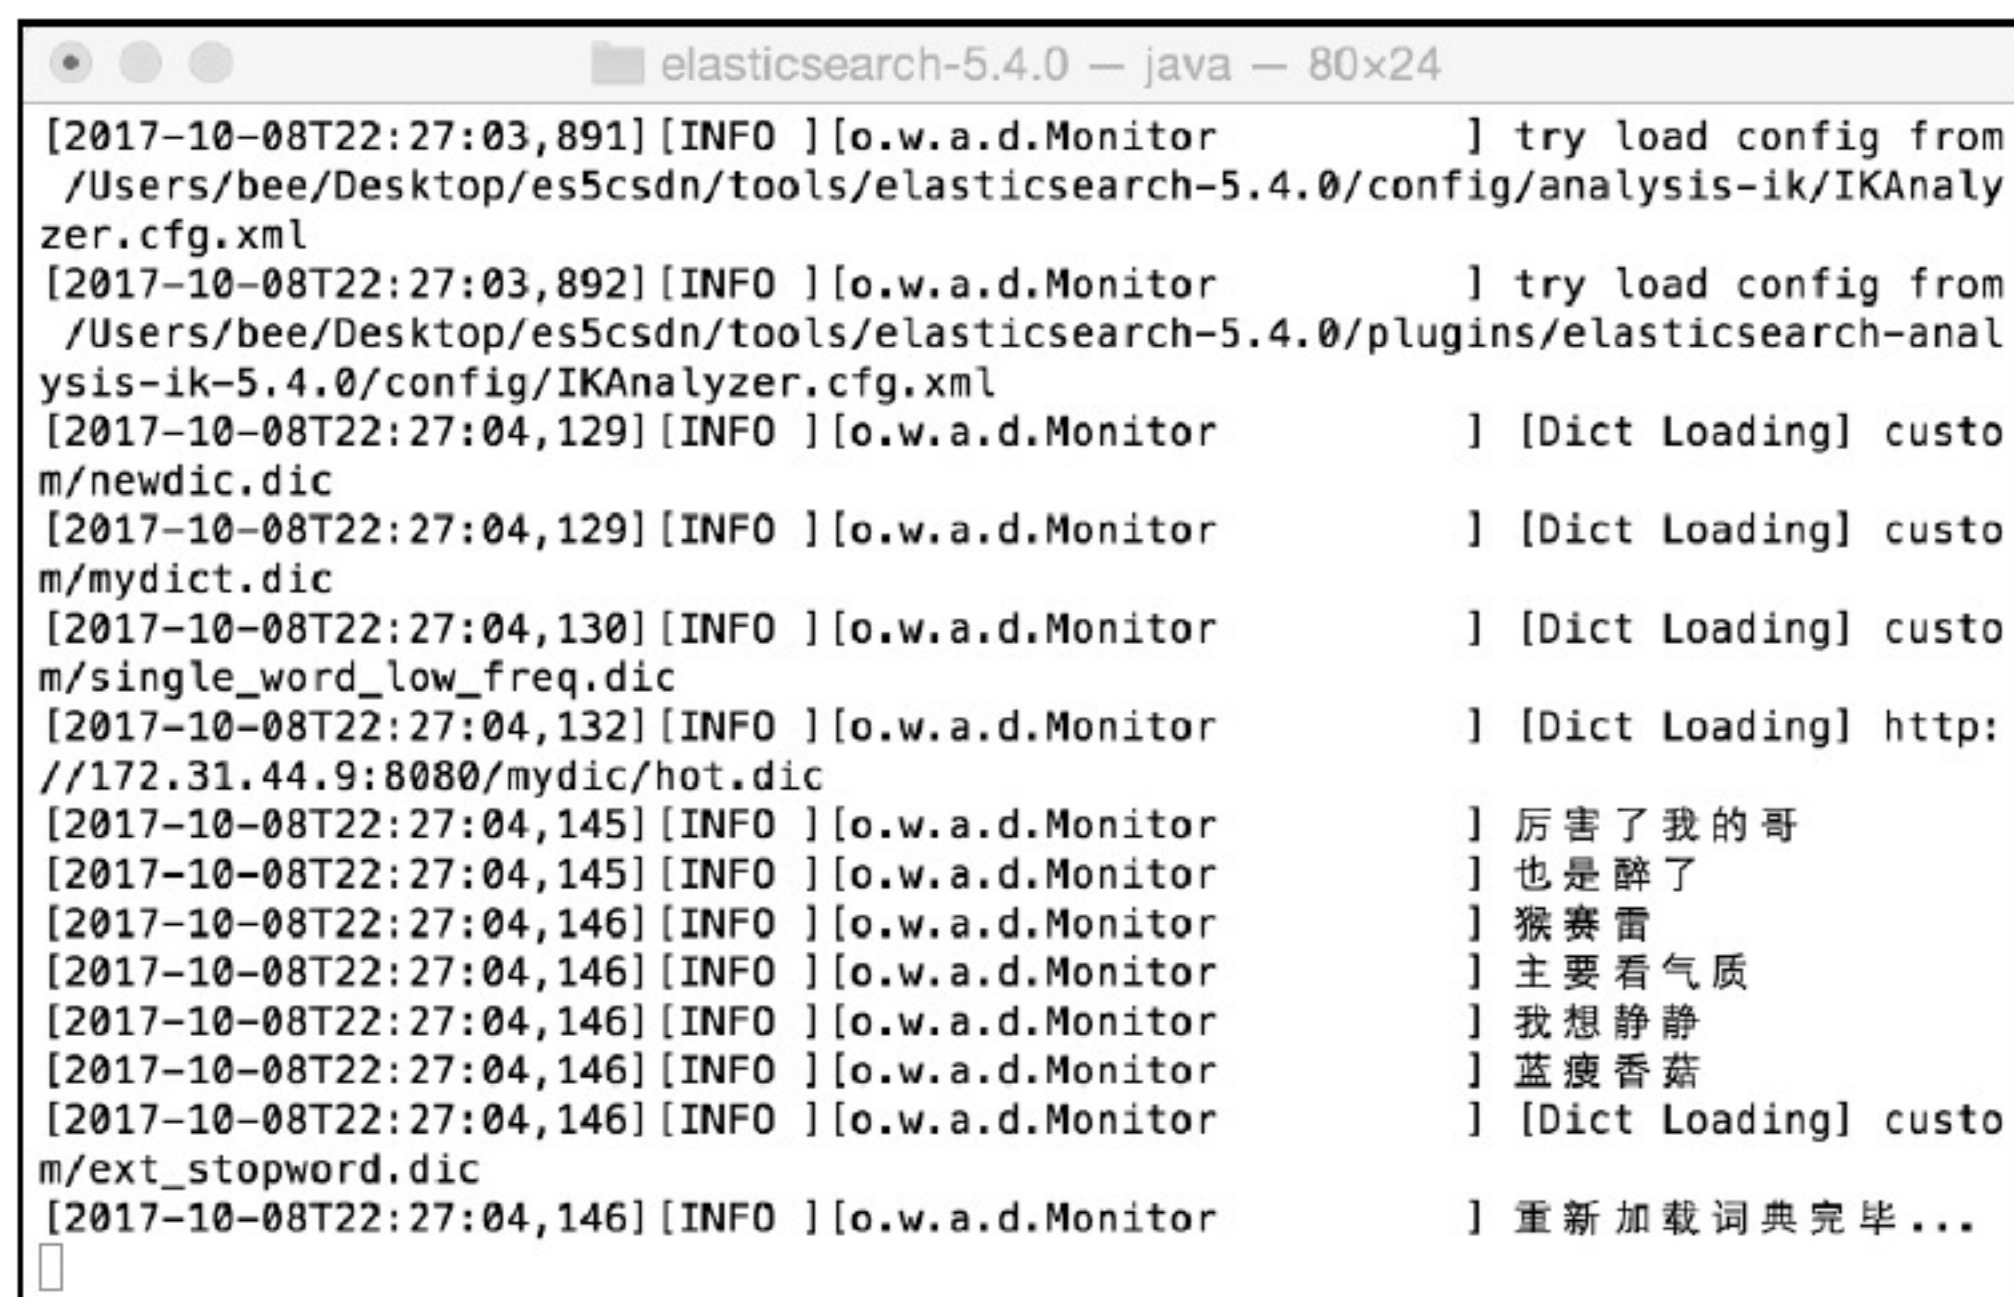 elasticsearch-5.4.0 — java — 80×24
[2017-10-08T22:27:03,891][INFO ][o.w.a.d.Monitor          ] try load config from
 /Users/bee/Desktop/es5csdn/tools/elasticsearch-5.4.0/config/analysis-ik/IKAnaly
zer.cfg.xml
[2017-10-08T22:27:03,892][INFO ][o.w.a.d.Monitor          ] try load config from
 /Users/bee/Desktop/es5csdn/tools/elasticsearch-5.4.0/plugins/elasticsearch-anal
ysis-ik-5.4.0/config/IKAnalyzer.cfg.xml
[2017-10-08T22:27:04,129][INFO ][o.w.a.d.Monitor          ] [Dict Loading] custo
m/newdic.dic
[2017-10-08T22:27:04,129][INFO ][o.w.a.d.Monitor          ] [Dict Loading] custo
m/mydict.dic
[2017-10-08T22:27:04,130][INFO ][o.w.a.d.Monitor          ] [Dict Loading] custo
m/single_word_low_freq.dic
[2017-10-08T22:27:04,132][INFO ][o.w.a.d.Monitor          ] [Dict Loading] http:
//172.31.44.9:8080/mydic/hot.dic
[2017-10-08T22:27:04,145][INFO ][o.w.a.d.Monitor          ] 厉害了我的哥
[2017-10-08T22:27:04,145][INFO ][o.w.a.d.Monitor          ] 也是醉了
[2017-10-08T22:27:04,146][INFO ][o.w.a.d.Monitor          ] 猴赛雷
[2017-10-08T22:27:04,146][INFO ][o.w.a.d.Monitor          ] 主要看气质
[2017-10-08T22:27:04,146][INFO ][o.w.a.d.Monitor          ] 我想静静
[2017-10-08T22:27:04,146][INFO ][o.w.a.d.Monitor          ] 蓝瘦香菇
[2017-10-08T22:27:04,146][INFO ][o.w.a.d.Monitor          ] [Dict Loading] custo
m/ext_stopword.dic
[2017-10-08T22:27:04,146][INFO ][o.w.a.d.Monitor          ] 重新加载词典完毕...